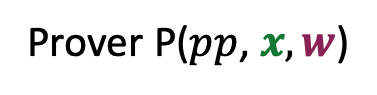 Prover P(pp, x, w)